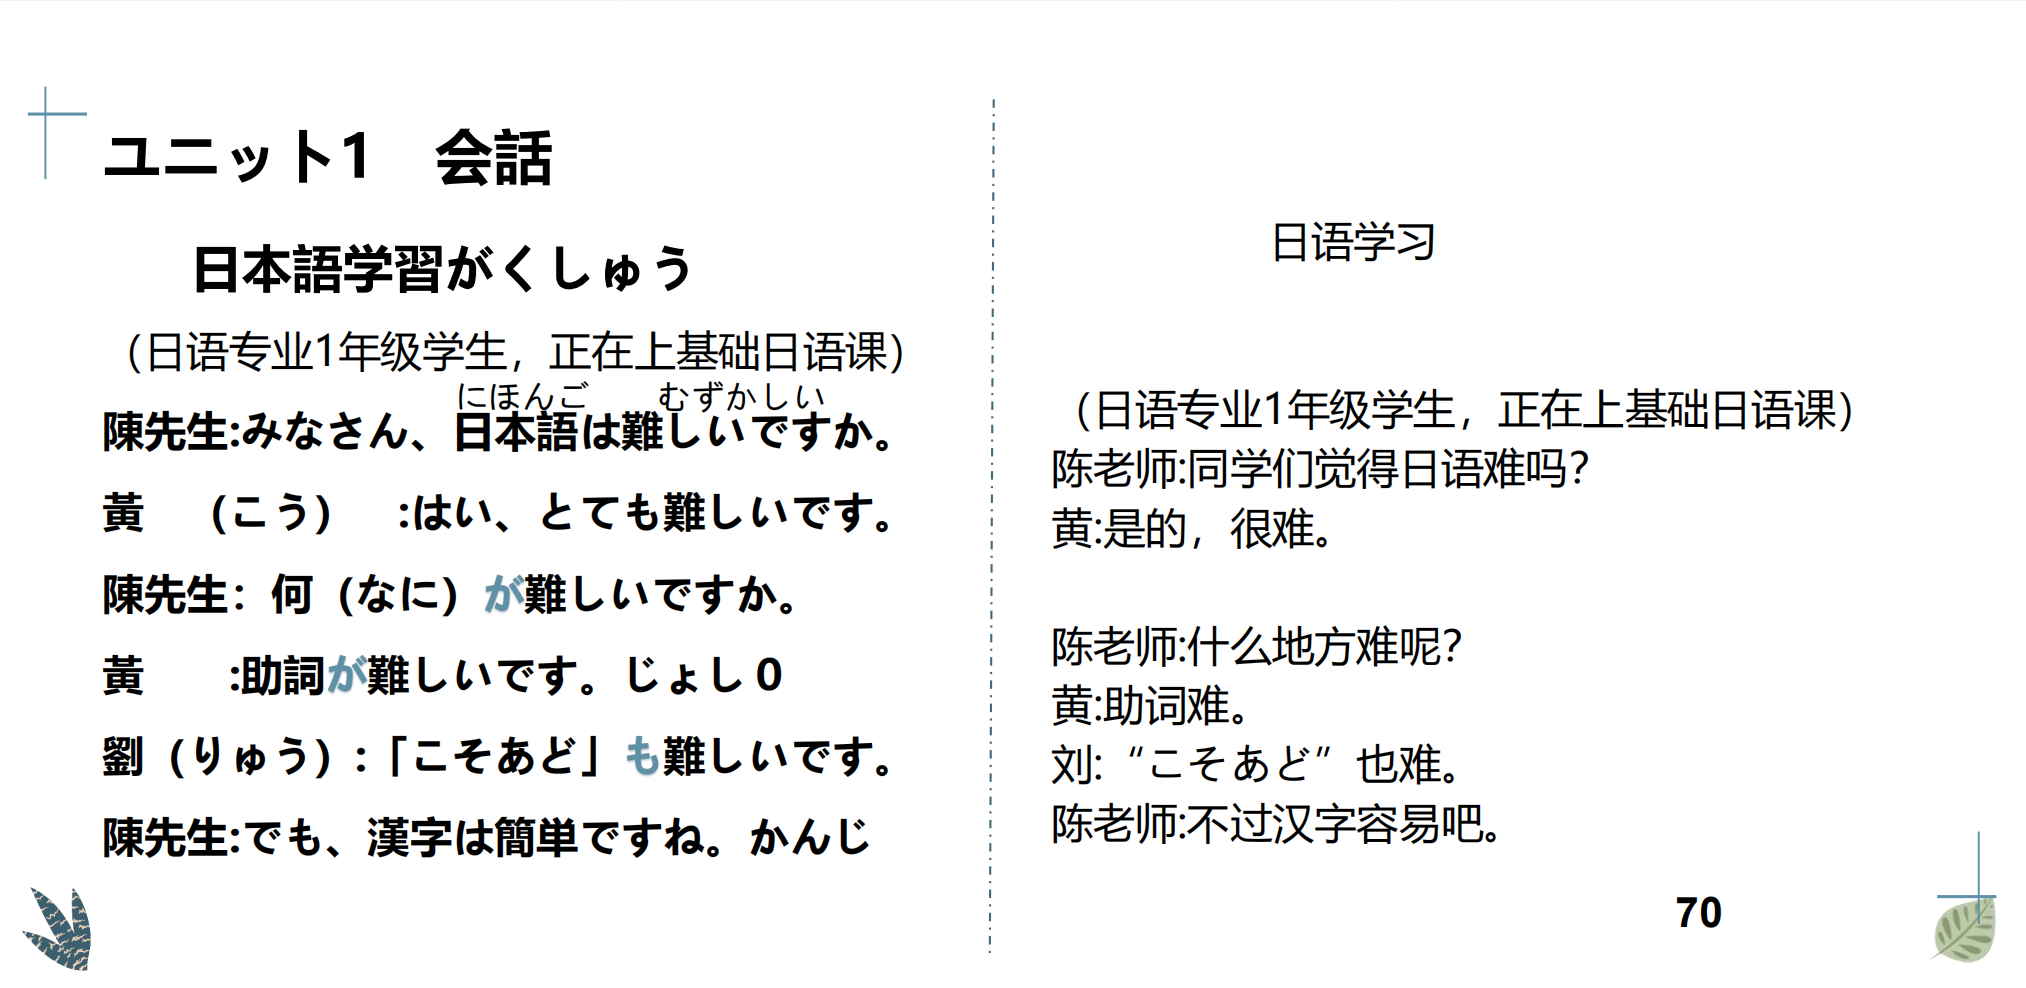 ユニット1　会話
日本語学習がくしゅう
（日语专业1年级学生，正在上基础日语课）
にほんご　むずかしい
陳先生:みなさん、日本語は難しいですか。
黃　（こう）　:はい、とても難しいです。
陳先生：何（なに）が難しいですか。
黃　　:助詞が難しいです。じょし０
劉（りゅう）:「こそあど」も難しいです。
陳先生:でも、漢字は簡単ですね。かんじ
日语学习
（日语专业1年级学生，正在上基础日语课）
陈老师:同学们觉得日语难吗？
黄:是的，很难。
陈老师:什么地方难呢？
黄:助词难。
刘:“こそあど”也难。
陈老师:不过汉字容易吧。
70